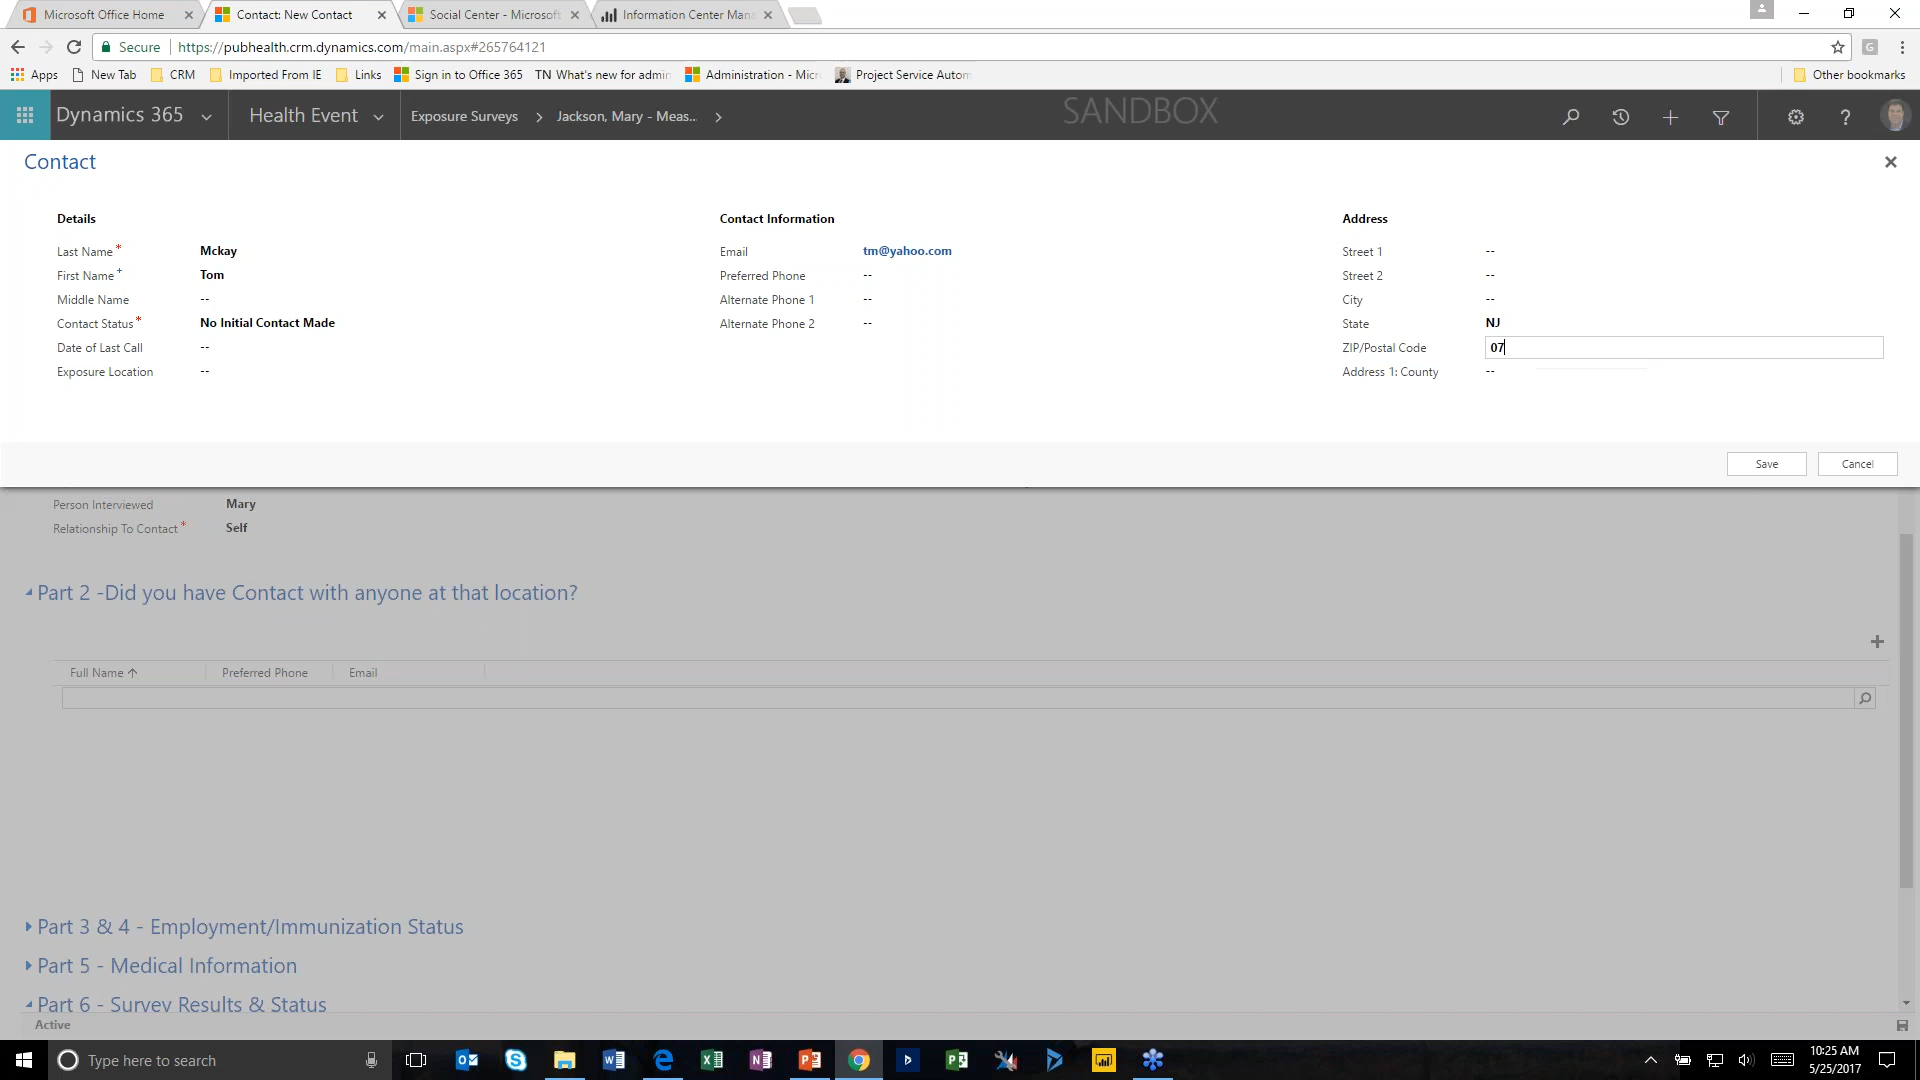 Microsoft Office Home
Contact: New Contact
Social Center - Microsoft
Information Center Man
Secure
https://pubhealth.crm.dynamics.com/main.aspx#265764121
G
Apps
New Tab
CRM
Imported From IE
Links
Sign in to Office 365
TN What's new for admin
Administration - Micr
Project Service Autom
Other bookmarks
Dynamics 365
Health Event
Exposure Surveys
Jackson, Mary - Meas...
SANDBOX
?
Contact
Details
Contact Information
Address
Last Name* Mckay
Email tm@yahoo.com
Street 1 --
First Name+ Tom
Preferred Phone --
Street 2 --
Middle Name --
Alternate Phone 1 --
City --
Contact Status* No Initial Contact Made
Alternate Phone 2 --
State NJ
Date of Last Call --
ZIP/Postal Code 07
Exposure Location --
Address 1: County --
Save
Cancel
Person Interviewed Mary
Relationship To Contact* Self
Part 2 -Did you have Contact with anyone at that location?
Full Name
Preferred Phone
Email
Part 3 & 4 - Employment/Immunization Status
Part 5 - Medical Information
Part 6 - Survey Results & Status
Active
Type here to search
10:25 AM
5/25/2017